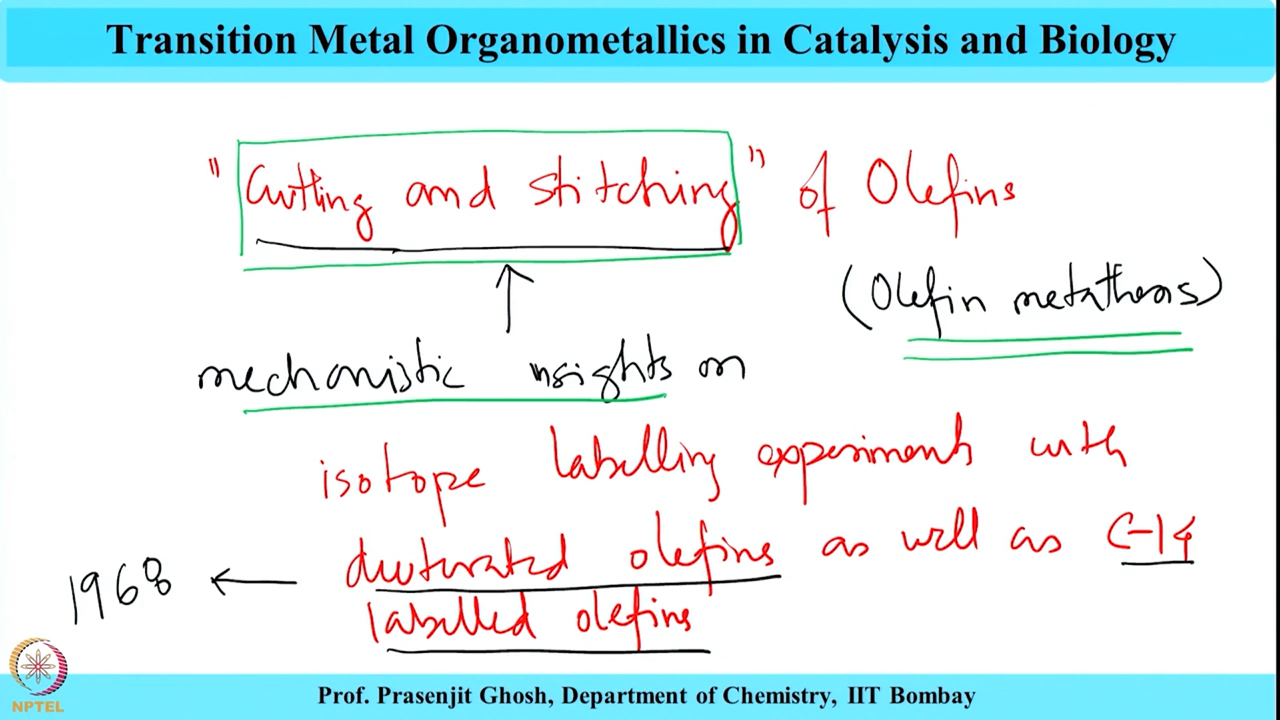 Transition Metal Organometallics in Catalysis and Biology
"Cutting and stitching" of Olefins
(Olefin metathesis)
mechanistic insights on
isotope labelling experiments with
deuterated olefins as well as C-14
1968 ← labelled olefins
NPTEL
Prof. Prasenjit Ghosh, Department of Chemistry, IIT Bombay